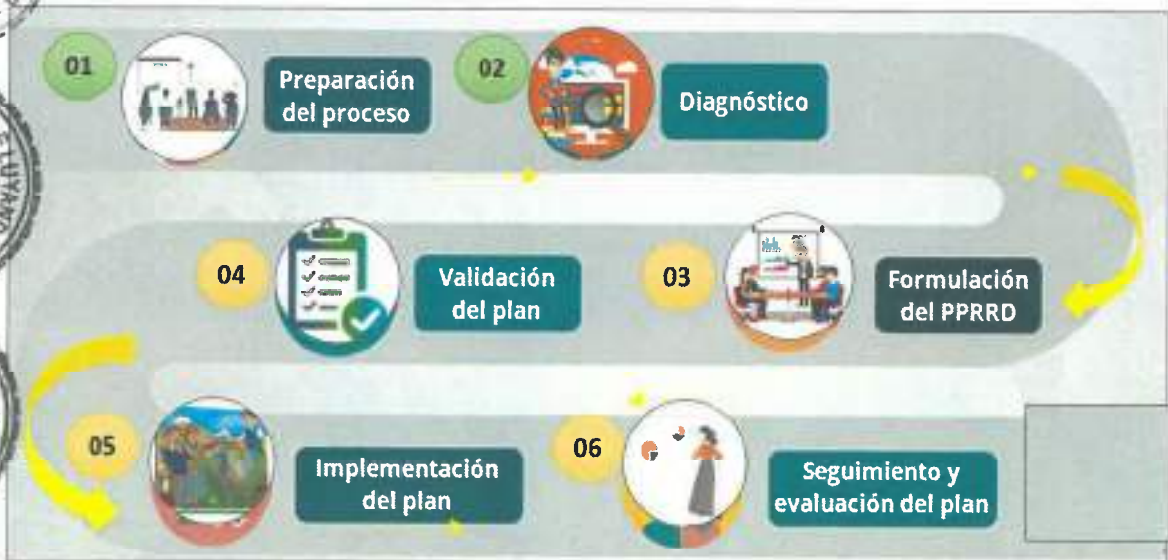 01
Preparación
del proceso
02
Diagnóstico
03
Formulación
del PPRRD
04
Validación
del plan
05
Implementación
del plan
06
Seguimiento y
evaluación del plan